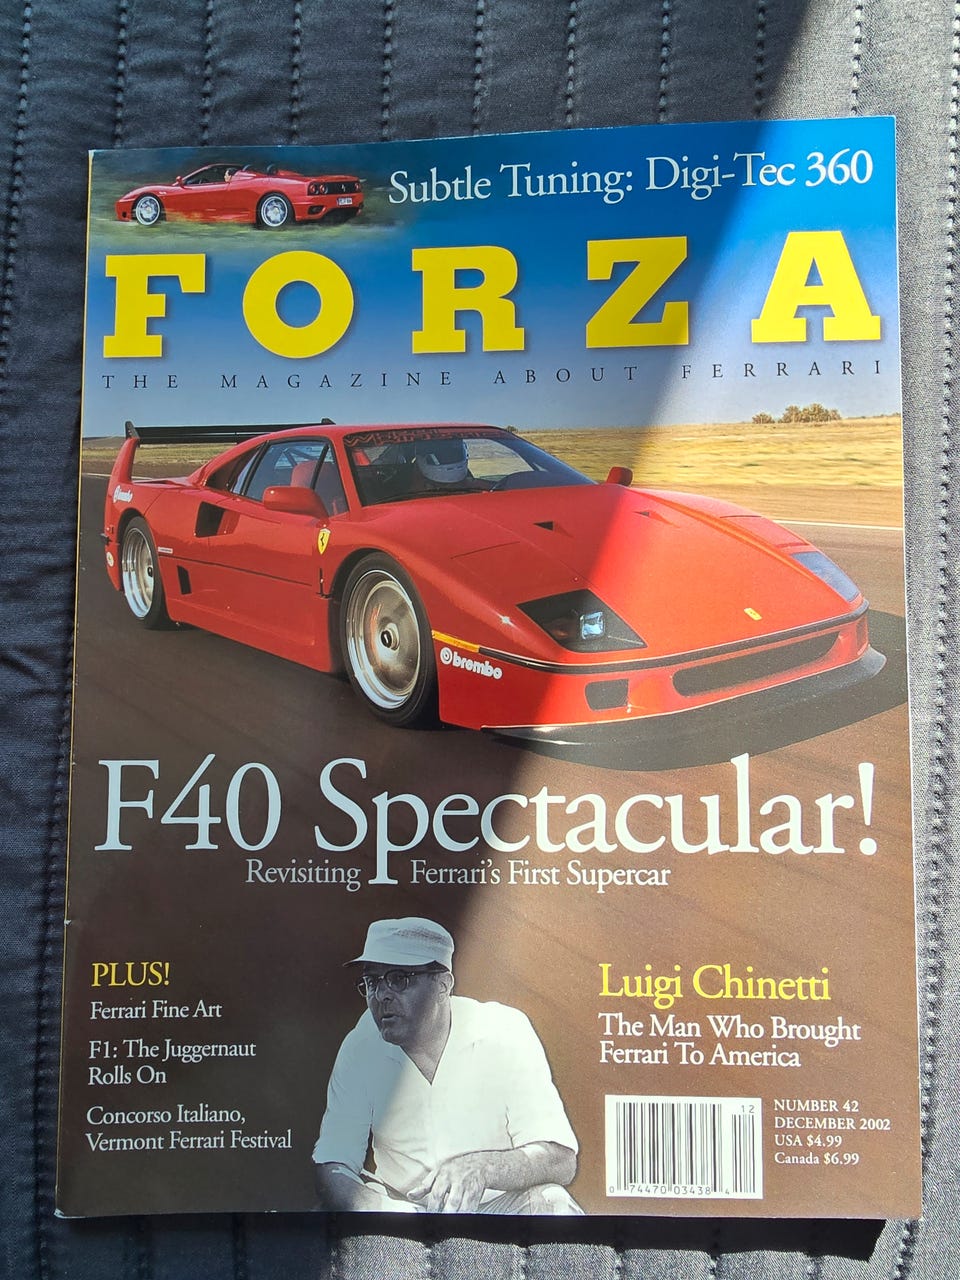 Subtle Tuning: Digi-Tec 360
FORZA
THE MAGAZINE ABOUT FERRARI
brembo
brembo
F40 Spectacular!
Revisiting Ferrari's First Supercar
PLUS!
Ferrari Fine Art
F1: The Juggernaut
Rolls On
Concorso Italiano,
Vermont Ferrari Festival
Luigi Chinetti
The Man Who Brought
Ferrari To America
NUMBER 42
DECEMBER 2002
USA $4.99
Canada $6.99
12
0 74470 03438 4